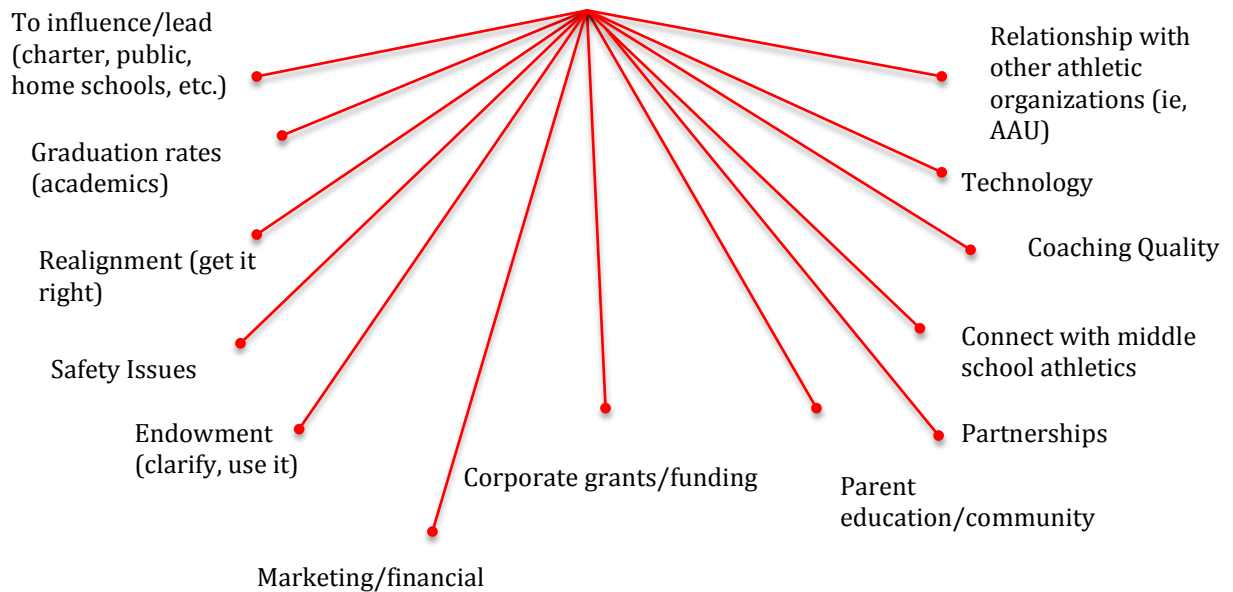 To influence/lead
(charter, public,
home schools, etc.)
Graduation rates
(academics)
Realignment (get it
right)
Safety Issues
Endowment
(clarify, use it)
Marketing/financial
Corporate grants/funding
Parent
education/community
Partnerships
Connect with middle
school athletics
Coaching Quality
Technology
Relationship with
other athletic
organizations (ie,
AAU)